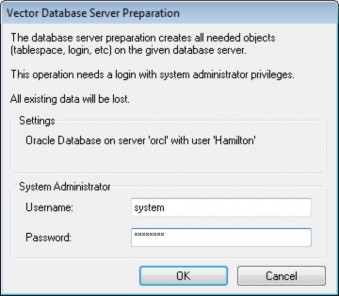 Vector Database Server Preparation
The database server preparation creates all needed objects
(tablespace, login, etc) on the given database server.
This operation needs a login with system administrator privileges.
All existing data will be lost.
Settings
Oracle Database on server 'orcl' with user 'Hamilton'
System Administrator
Username: system
Password: ********
OK Cancel